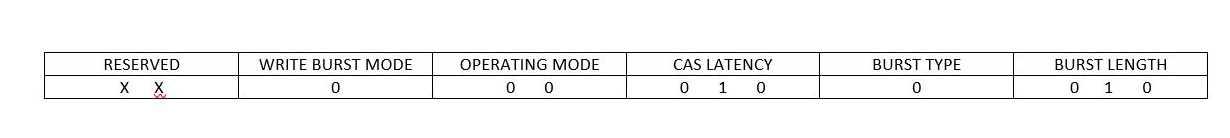 RESERVED WRITE BURST MODE OPERATING MODE CAS LATENCY BURST TYPE BURST LENGTH
X X 0 0 0 0 1 0 0 0 1 0